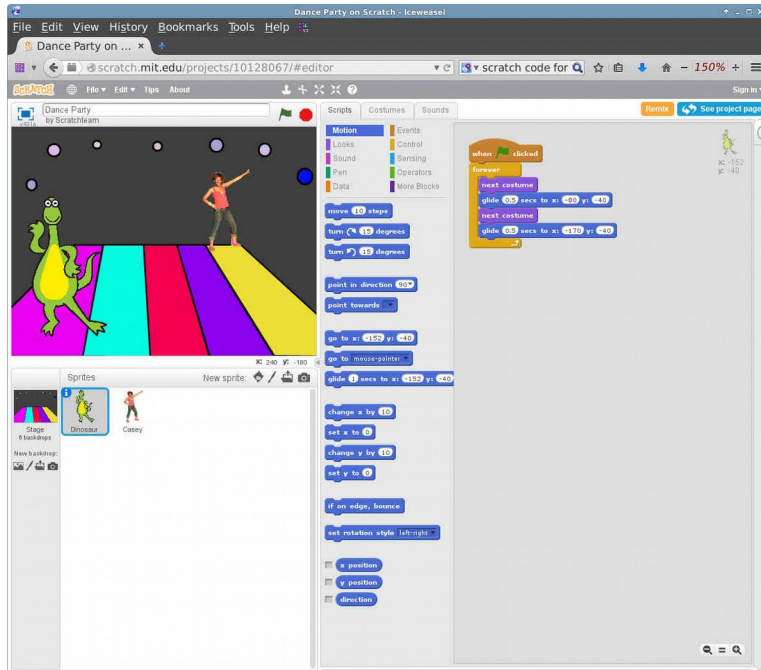 Dance Party on Scratch - Iceweasel
File Edit View History Bookmarks Tools Help
Dance Party on ... × +
scratch.mit.edu/projects/10128067/#editor scratch code for − 150% +
SCRATCH File Edit Tips About Sign in
Dance Party
by Scratchteam
v431a
Scripts Costumes Sounds
Remix See project page
Motion Events
Looks Control
Sound Sensing
Pen Operators
Data More Blocks
move 10 steps
turn 15 degrees
turn 15 degrees
point in direction 90
point towards
go to x: -152 y: -40
go to mouse-pointer
glide 1 secs to x: -152 y: -40
change x by 10
set x to 0
change y by 10
set y to 0
if on edge, bounce
set rotation style left-right
x position
y position
direction
when clicked
forever
next costume
glide 0.5 secs to x: -80 y: -40
next costume
glide 0.5 secs to x: -170 y: -40
x: -152
y: -40
X: 240 Y: -180
Sprites New sprite:
Stage
8 backdrops
New backdrop:
Dinosaur
Casey